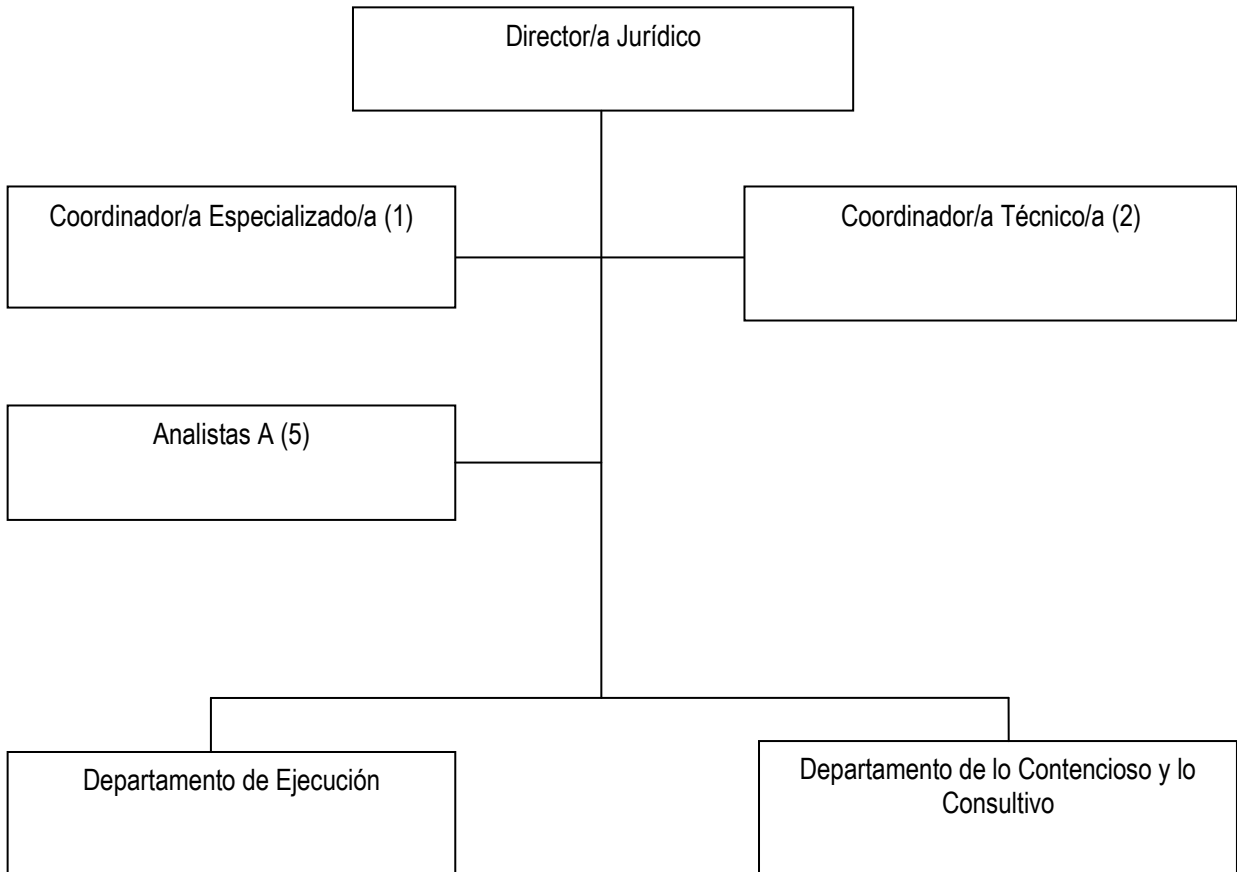 Director/a Jurídico
Coordinador/a Especializado/a (1)
Coordinador/a Técnico/a (2)
Analistas A (5)
Departamento de Ejecución
Departamento de lo Contencioso y lo
Consultivo